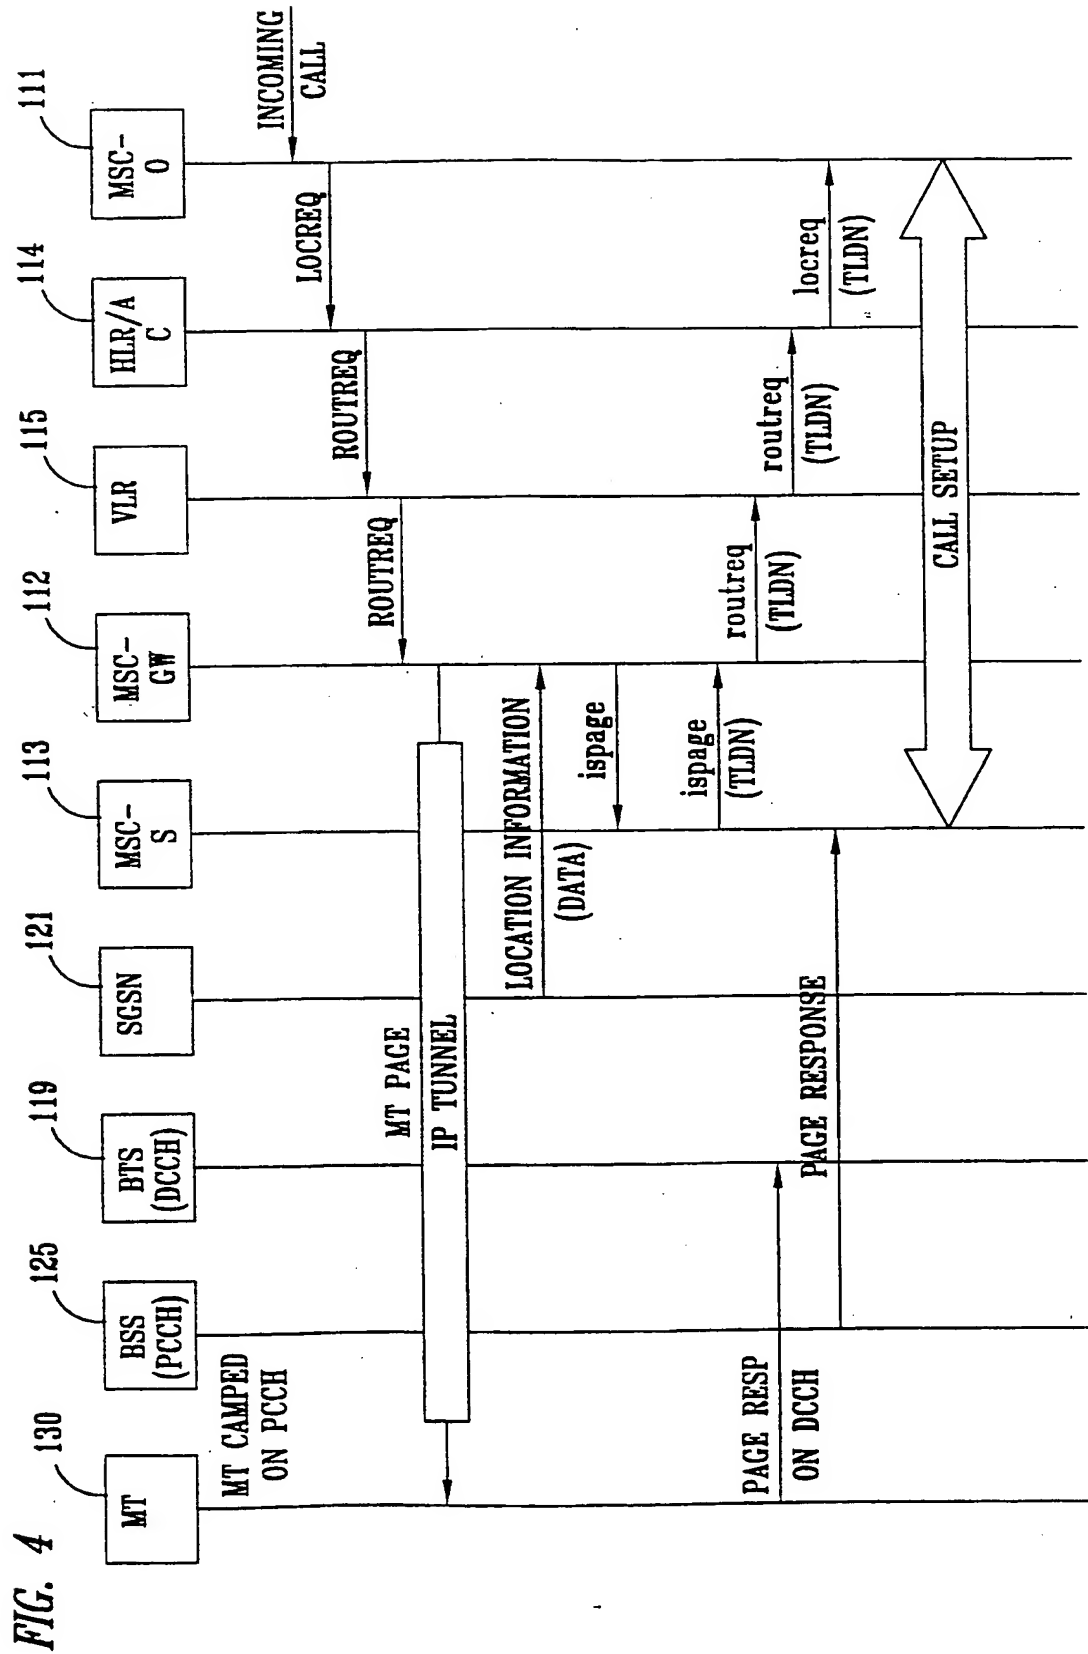 FIG. 4
130
125
119
121
113
112
115
114
111
MT
BSS
(PCCH)
BTS
(DCCH)
SGSN
MSC-
S
MSC-
GW
VLR
HLR/A
C
MSC-
O
MT CAMPED
ON PCCH
INCOMING
CALL
LOCREQ
ROUTREQ
ROUTREQ
MT PAGE
IP TUNNEL
LOCATION INFORMATION
(DATA)
ispage
ispage
(TLDN)
routreq
(TLDN)
routreq
(TLDN)
locreq
(TLDN)
PAGE RESP
ON DCCH
PAGE RESPONSE
CALL SETUP